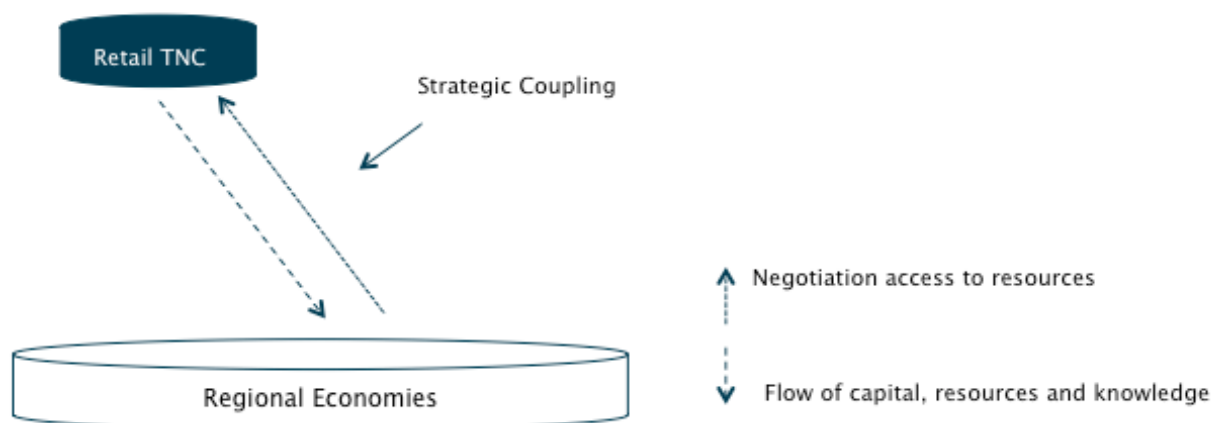 Retail TNC
Strategic Coupling
Negotiation access to resources
Flow of capital, resources and knowledge
Regional Economies